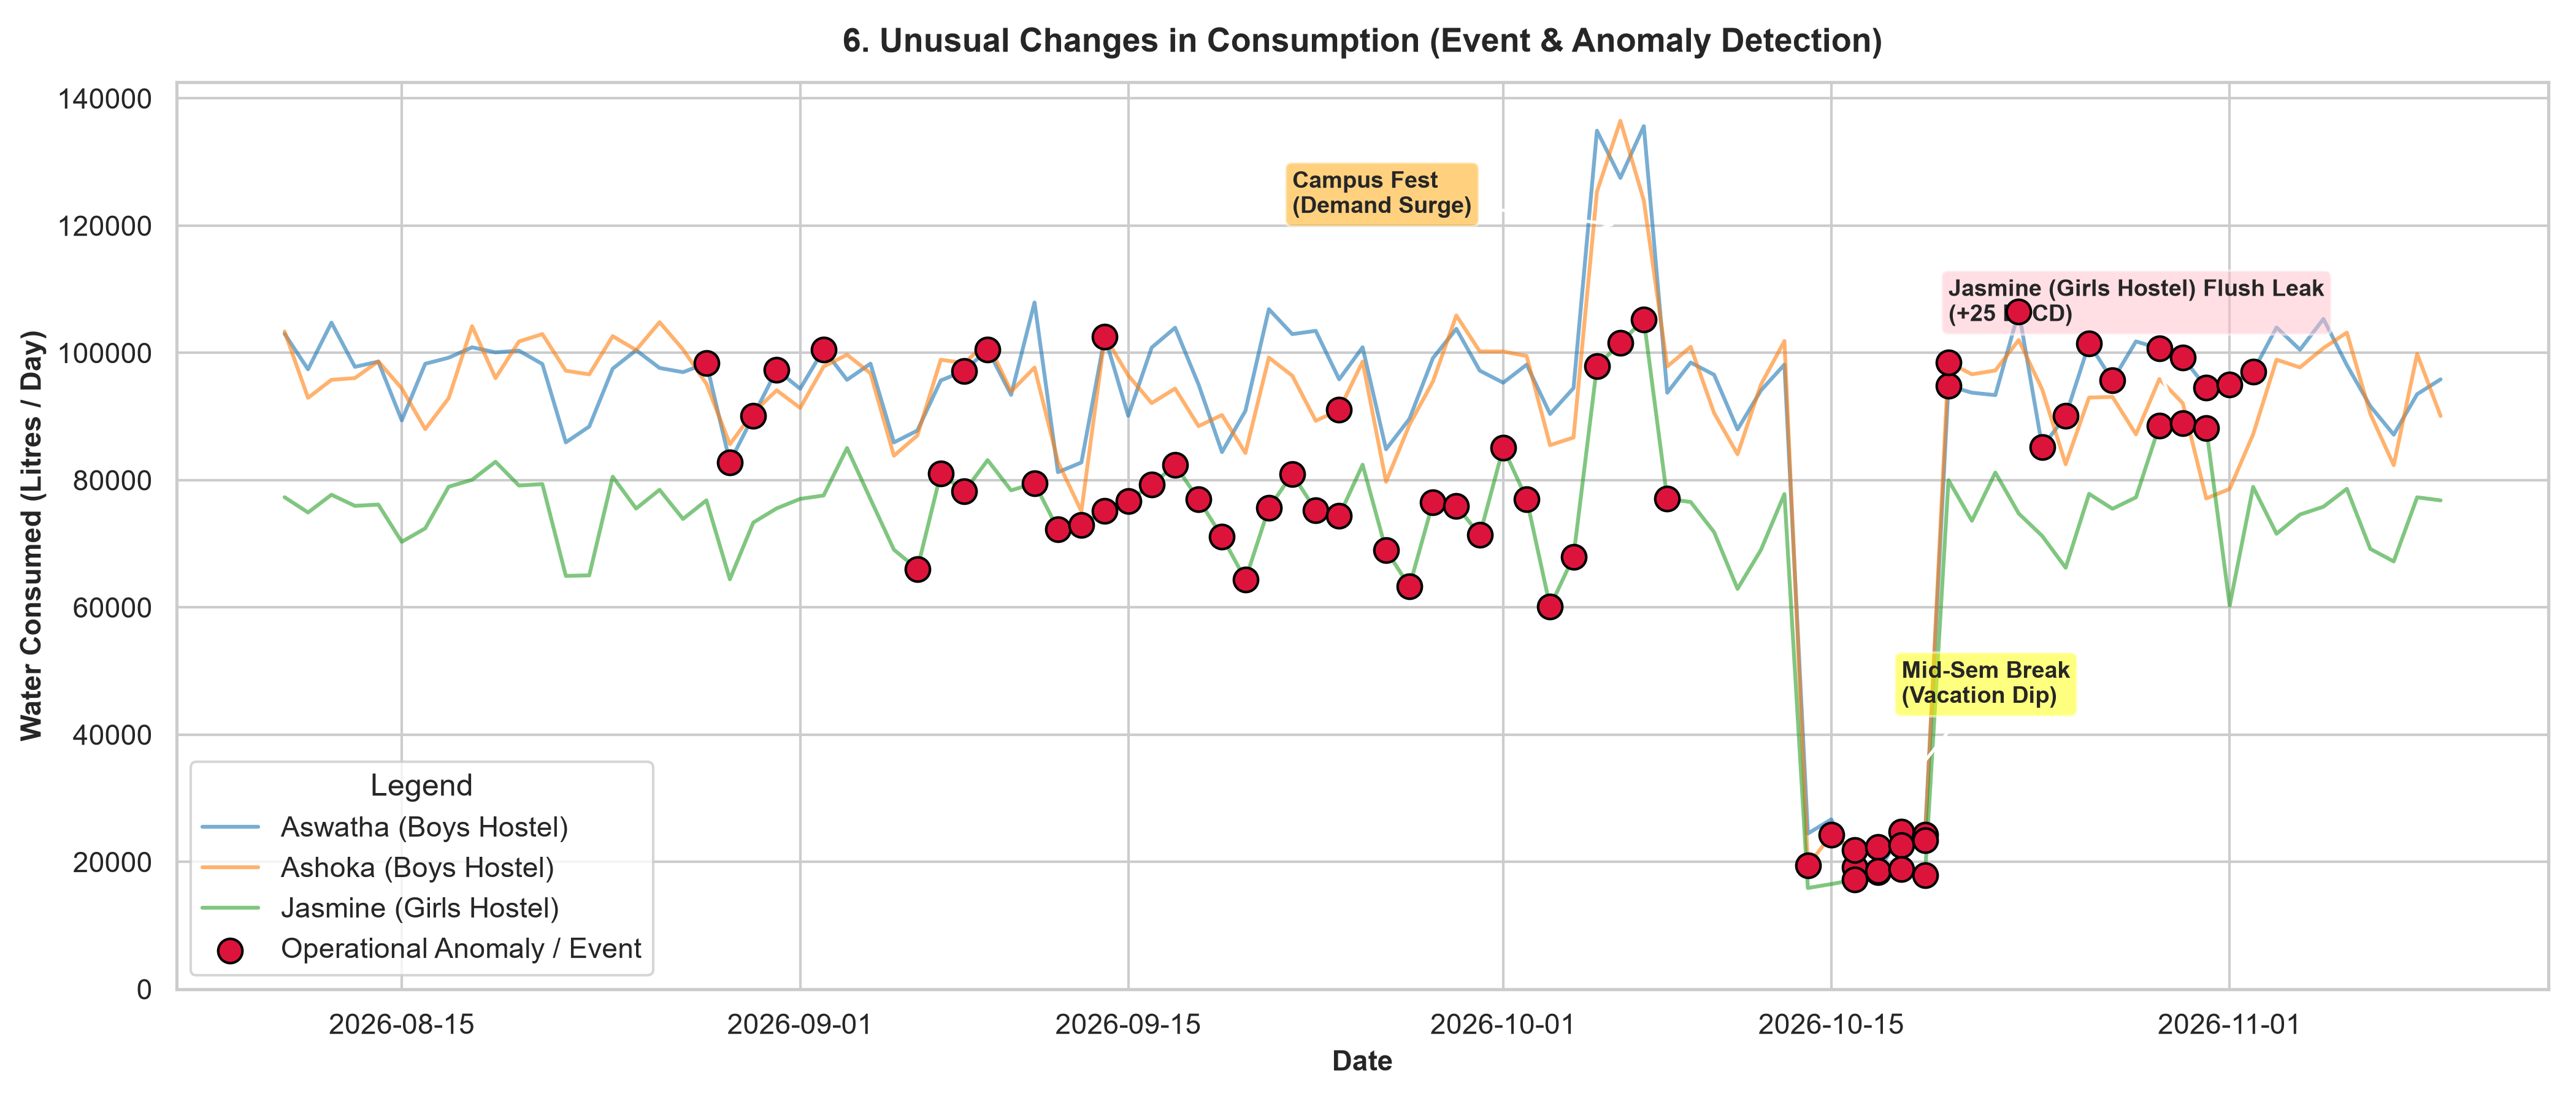 6. Unusual Changes in Consumption (Event & Anomaly Detection)
Water Consumed (Litres / Day)
140000
120000
100000
80000
60000
40000
20000
0
Campus Fest
(Demand Surge)
Jasmine (Girls Hostel) Flush Leak
(+25 CD)
Mid-Sem Break
(Vacation Dip)
Legend
Aswatha (Boys Hostel)
Ashoka (Boys Hostel)
Jasmine (Girls Hostel)
Operational Anomaly / Event
2026-08-15
2026-09-01
2026-09-15
2026-10-01
2026-10-15
2026-11-01
Date